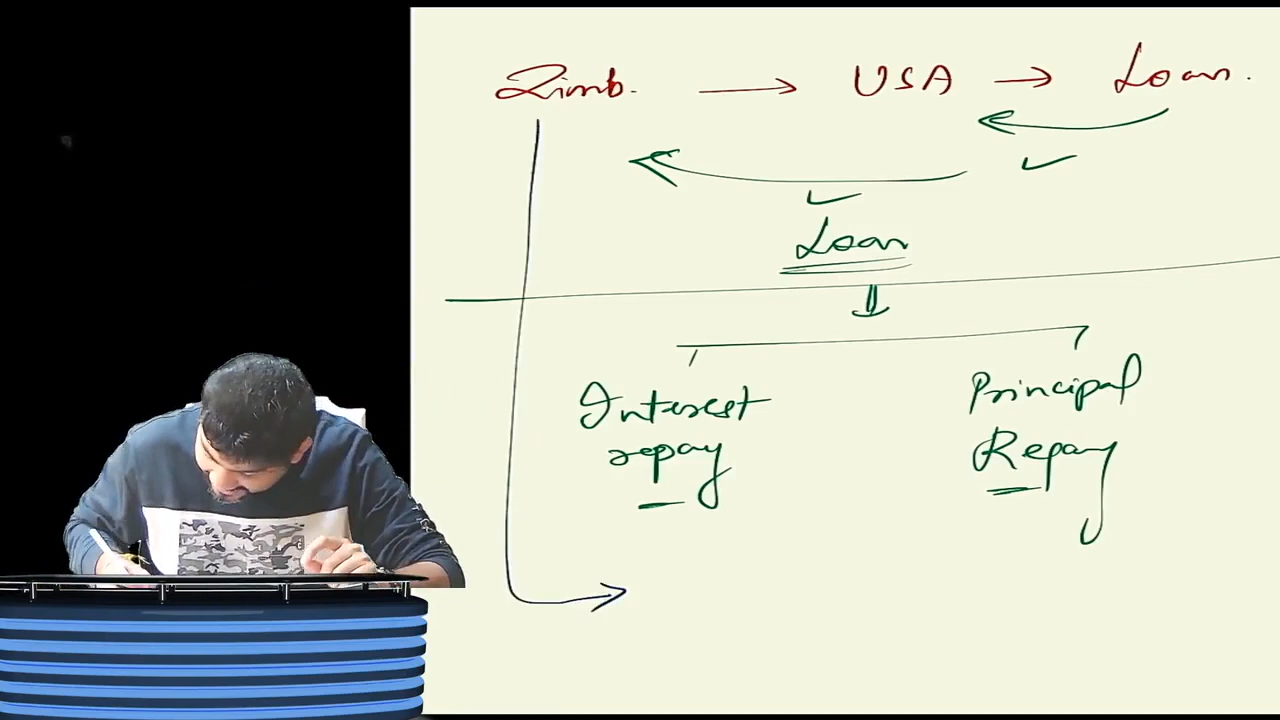 Zimb. → USA → Loan.
Loan
Interest
repay
Principal
Repay